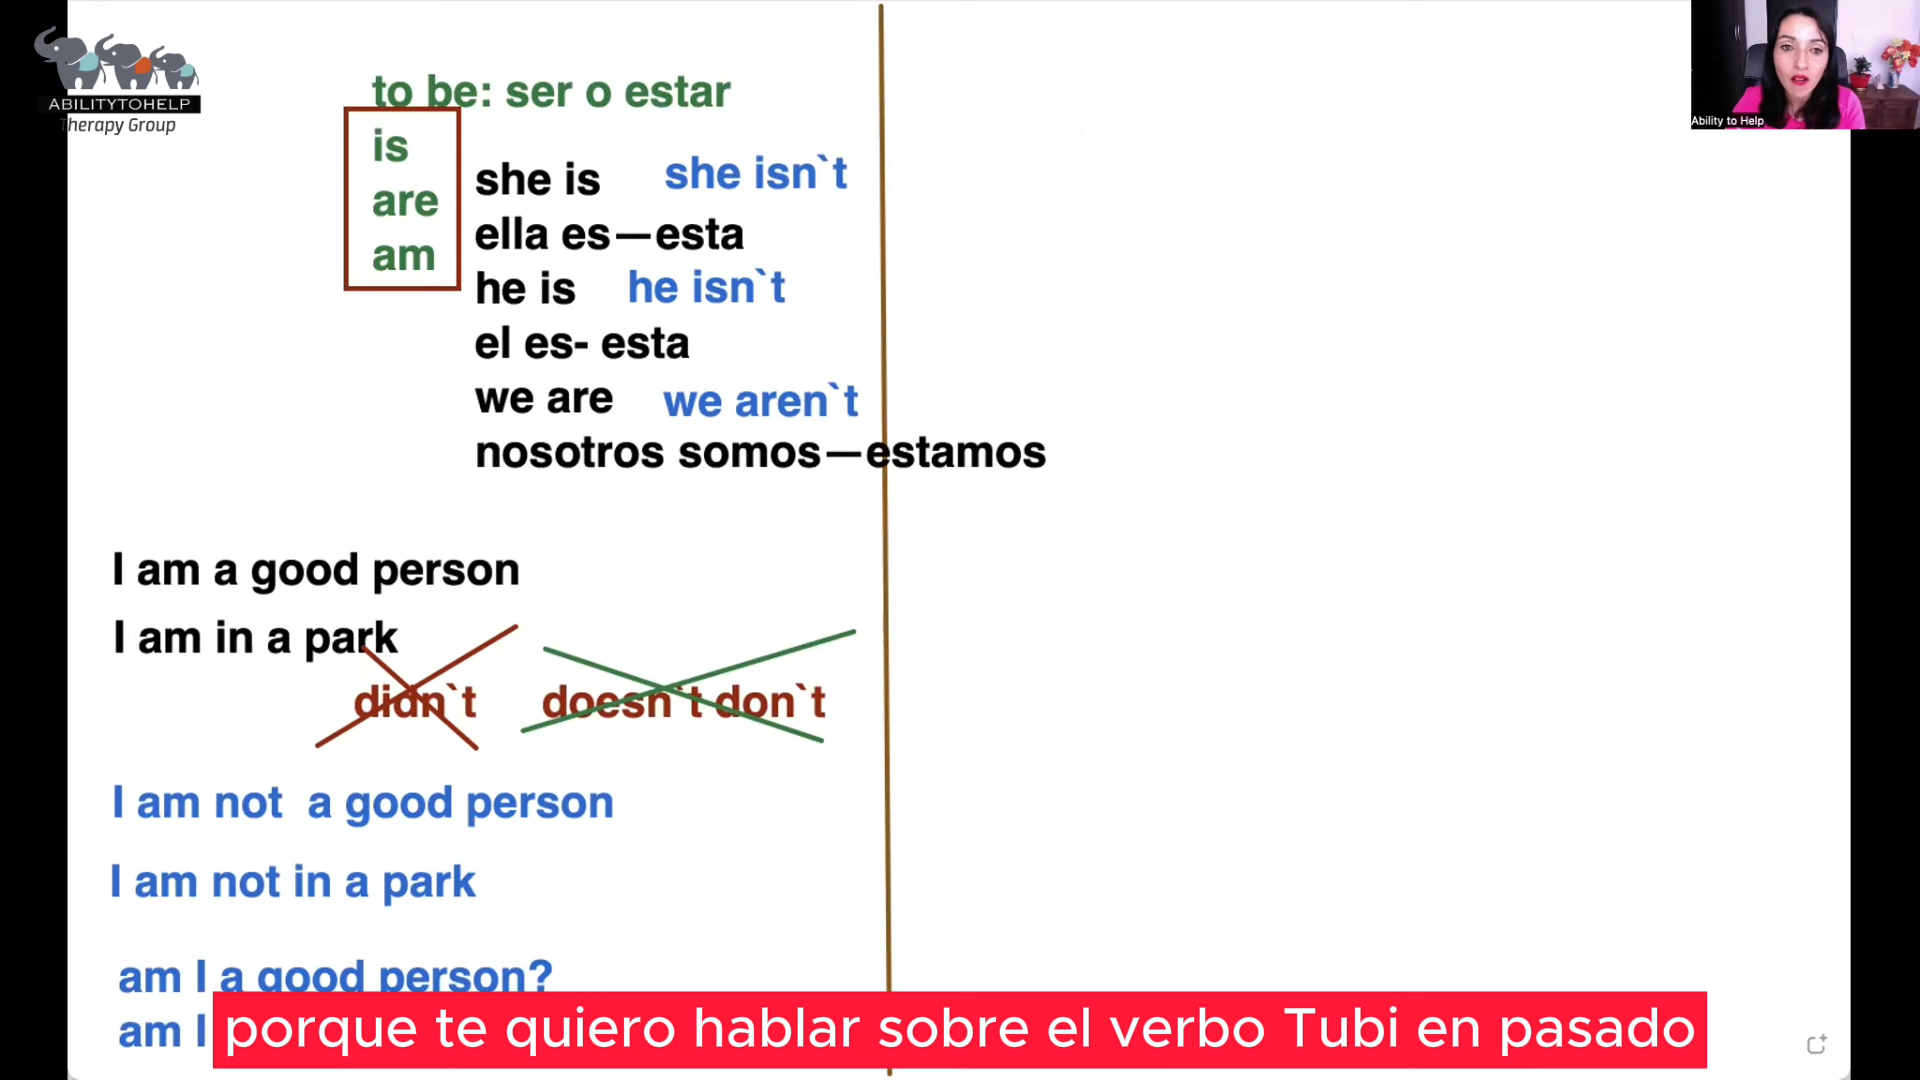 ABILITYTOHELP
Therapy Group
Ability to Help
to be: ser o estar
is
are
am
she is she isn`t
ella es—esta
he is he isn`t
el es- esta
we are we aren`t
nosotros somos—estamos
I am a good person
I am in a park
didn`t doesn`t don`t
I am not a good person
I am not in a park
am I a good person?
am I
porque te quiero hablar sobre el verbo Tubi en pasado